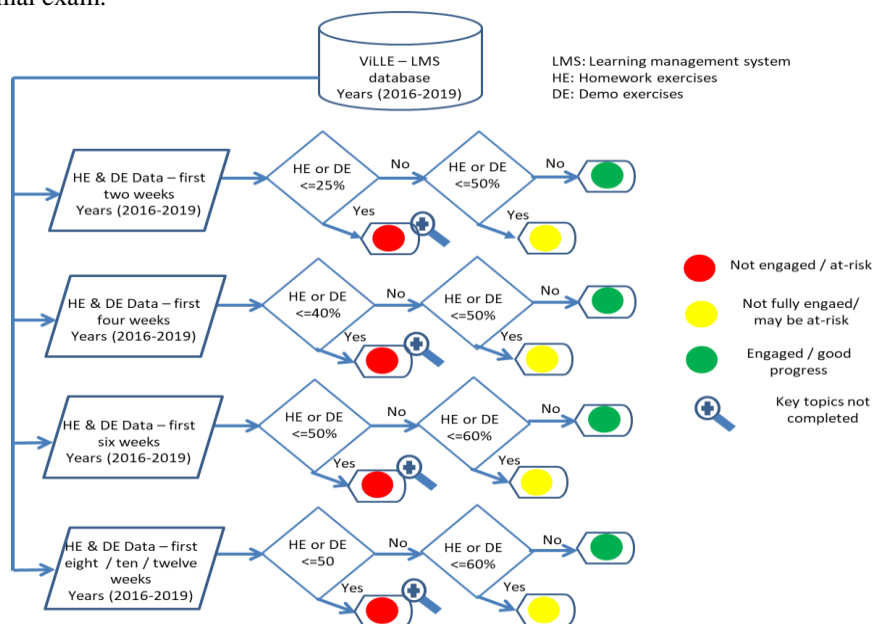 nal exam.
ViLLE – LMS
database
Years (2016-2019)
LMS: Learning management system
HE: Homework exercises
DE: Demo exercises
HE & DE Data – first
two weeks
Years (2016-2019)
HE or DE
<=25%
No
HE or DE
<=50%
No
Yes
Yes
HE & DE Data – first
four weeks
Years (2016-2019)
HE or DE
<=40%
No
HE or DE
<=50%
No
Yes
Yes
HE & DE Data – first
six weeks
Years (2016-2019)
HE or DE
<=50%
No
HE or DE
<=60%
No
Yes
Yes
HE & DE Data – first
eight / ten / twelve
weeks
Years (2016-2019)
HE or DE
<=50
No
HE or DE
<=60%
No
Yes
Yes
Not engaged / at-risk
Not fully engaed/
may be at-risk
Engaged / good
progress
Key topics not
completed